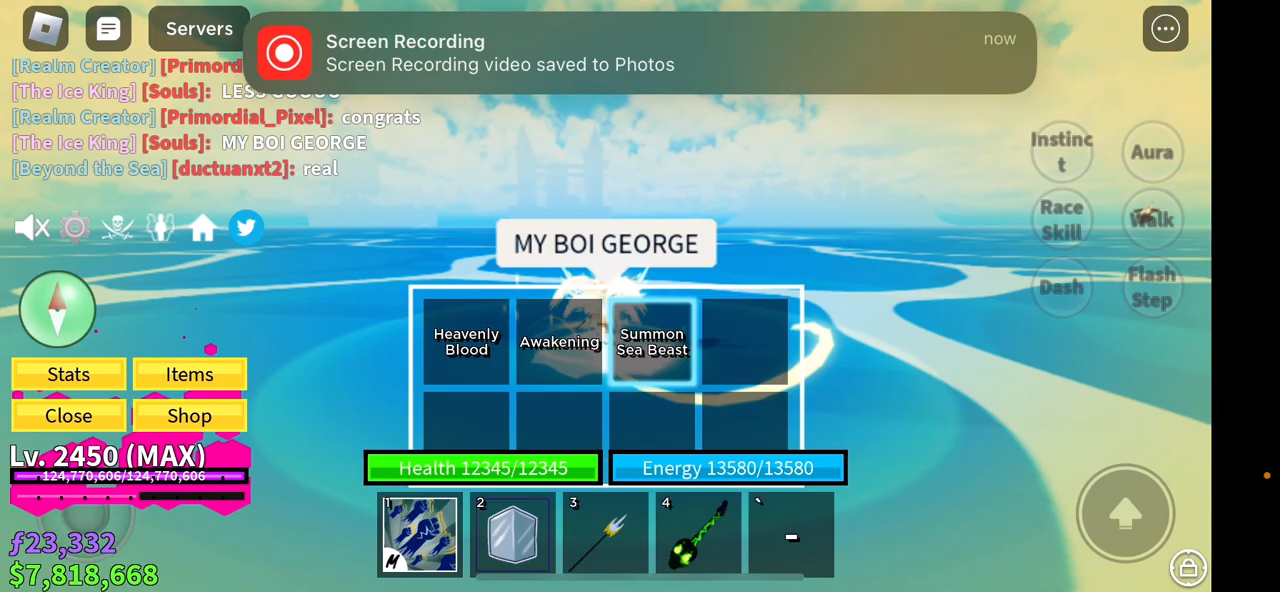 Servers
Screen Recording
now
Screen Recording video saved to Photos
[Realm Creator] [Primord
[The Ice King] [Souls]: LESS GOOOO
[Realm Creator] [Primordial_Pixel]: congrats
[The Ice King] [Souls]: MY BOI GEORGE
[Beyond the Sea] [ductuanxt2]: real
Instinc
t
Aura
Race
Skill
Walk
Dash
Flash
Step
MY BOI GEORGE
Heavenly
Blood
Awakening
Summon
Sea Beast
Stats
Items
Close
Shop
Lv. 2450 (MAX)
124,770,606/124,770,606
Health 12345/12345
Energy 13580/13580
1
2
3
4
M
ƒ23,332
$7,818,668